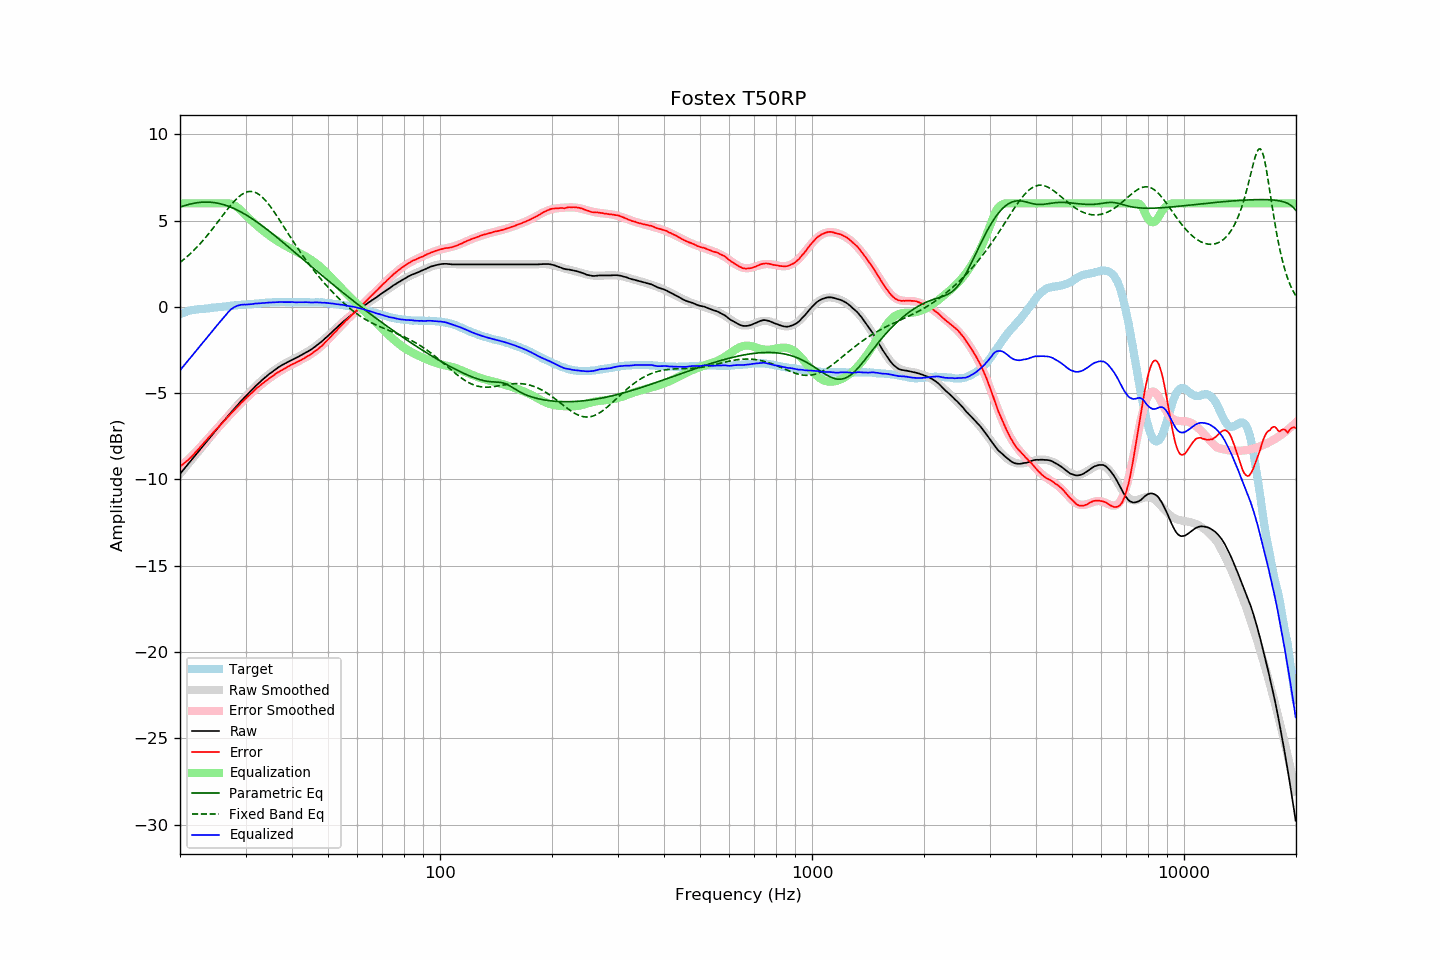 Fostex T50RP
10
5
0
−5
−10
−15
−20
−25
−30
Amplitude (dBr)
Target
Raw Smoothed
Error Smoothed
Raw
Error
Equalization
Parametric Eq
Fixed Band Eq
Equalized
100
1000
10000
Frequency (Hz)